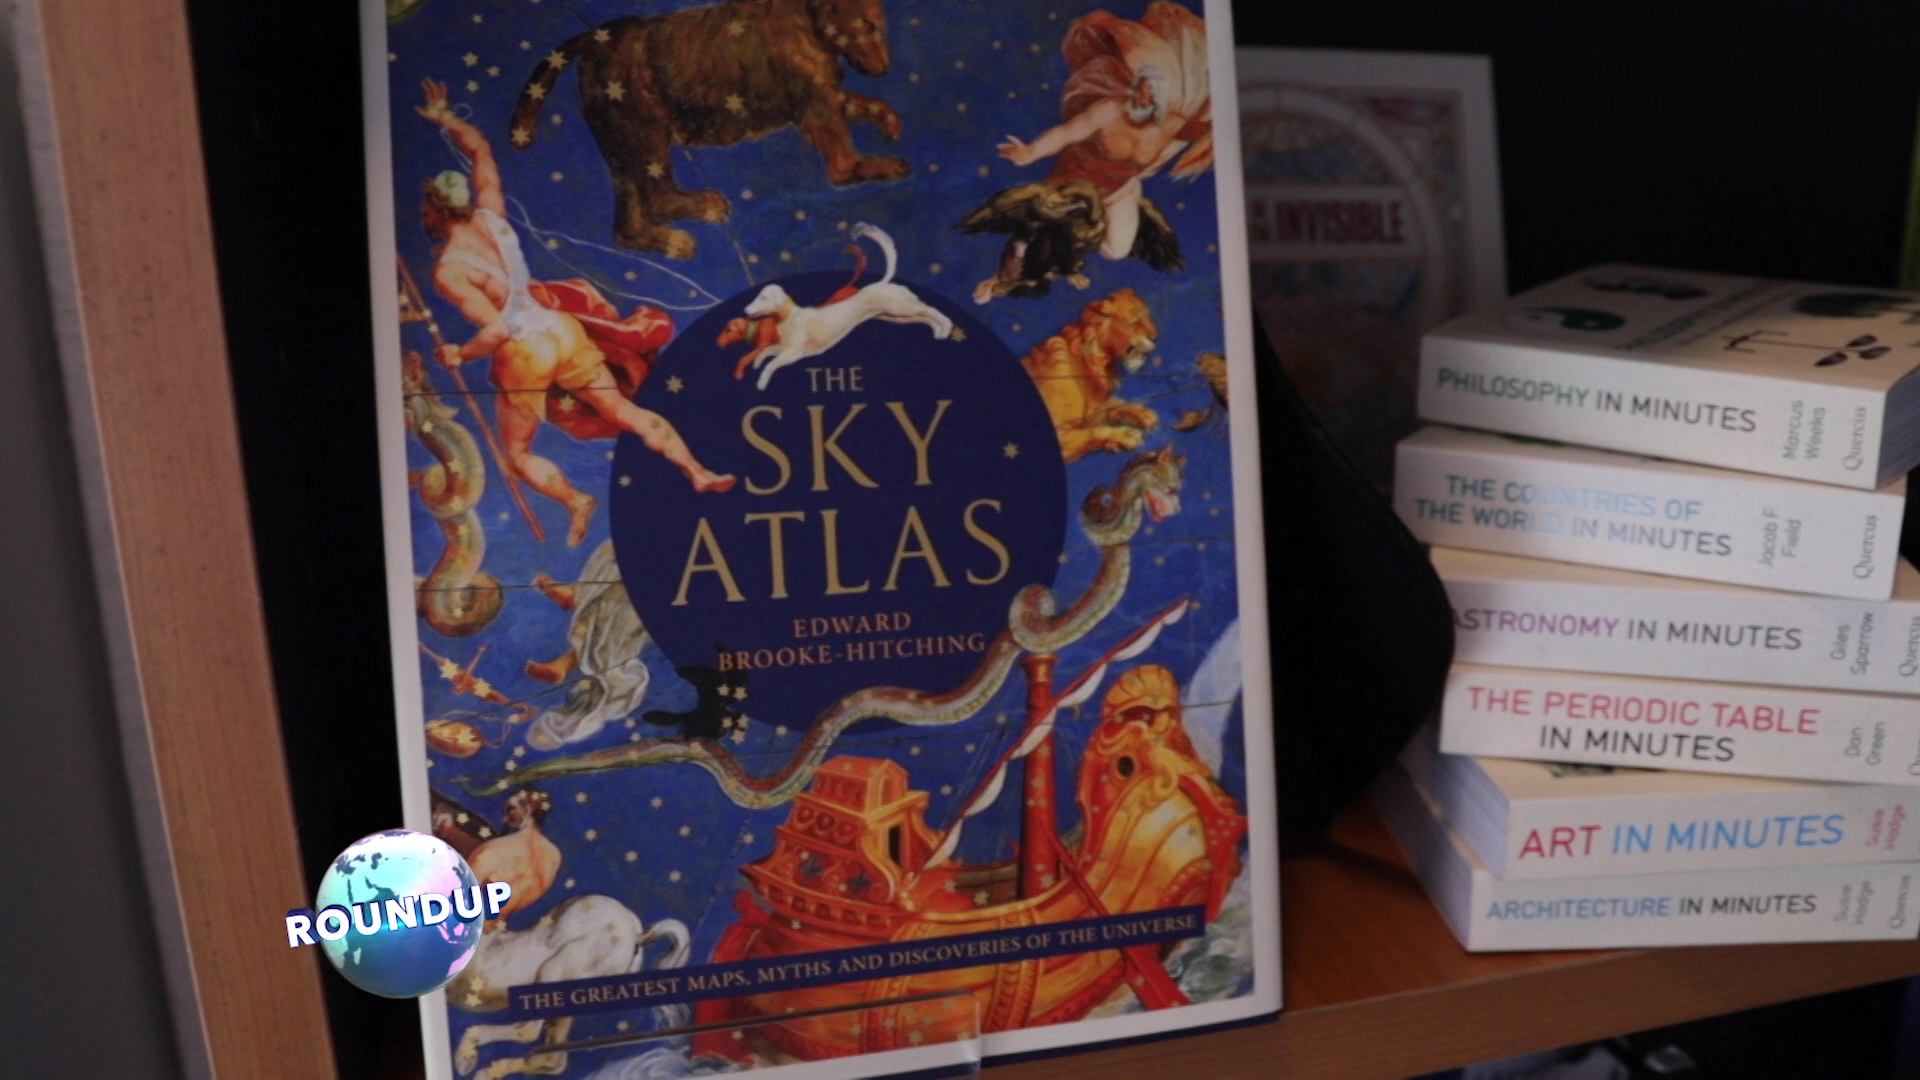 THE
SKY
ATLAS
EDWARD
BROOKE-HITCHING
THE GREATEST MAPS, MYTHS AND DISCOVERIES OF THE UNIVERSE
INVISIBLE
PHILOSOPHY IN MINUTES
Marcus
Weeks
Quercus
THE COUNTRIES OF
THE WORLD IN MINUTES
Jacob F.
Field
Quercus
ASTRONOMY IN MINUTES
Giles
Sparrow
Quercus
THE PERIODIC TABLE
IN MINUTES
Dan
Green
ART IN MINUTES
Susie
Hodge
ARCHITECTURE IN MINUTES
Susie
Hodge
Quercus
ROUNDUP